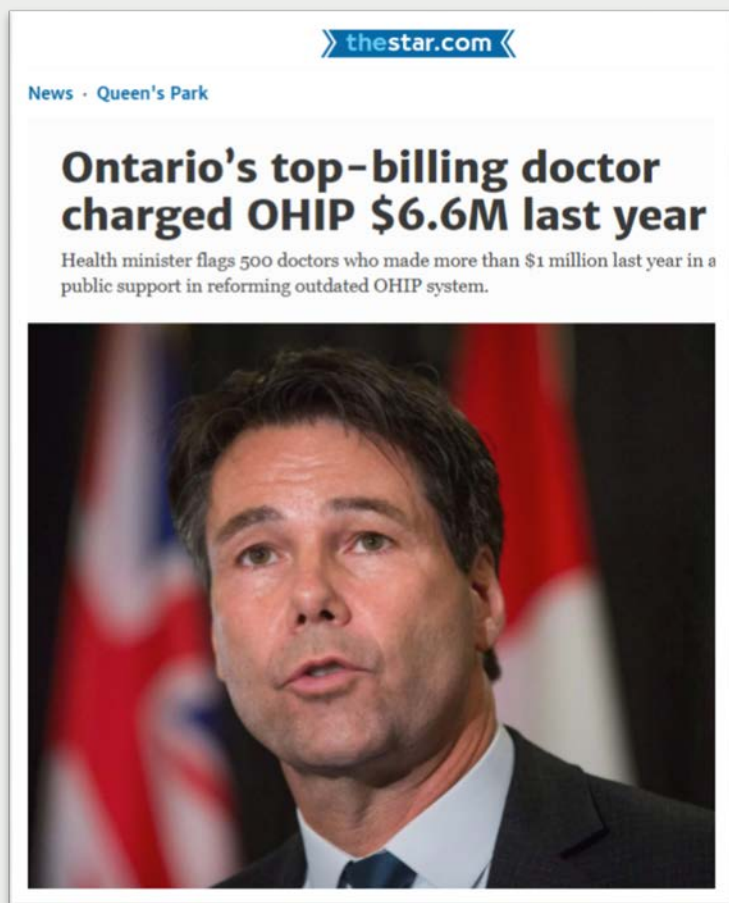 thestar.com
News · Queen's Park
Ontario's top-billing doctor
charged OHIP $6.6M last year
Health minister flags 500 doctors who made more than $1 million last year in a
public support in reforming outdated OHIP system.